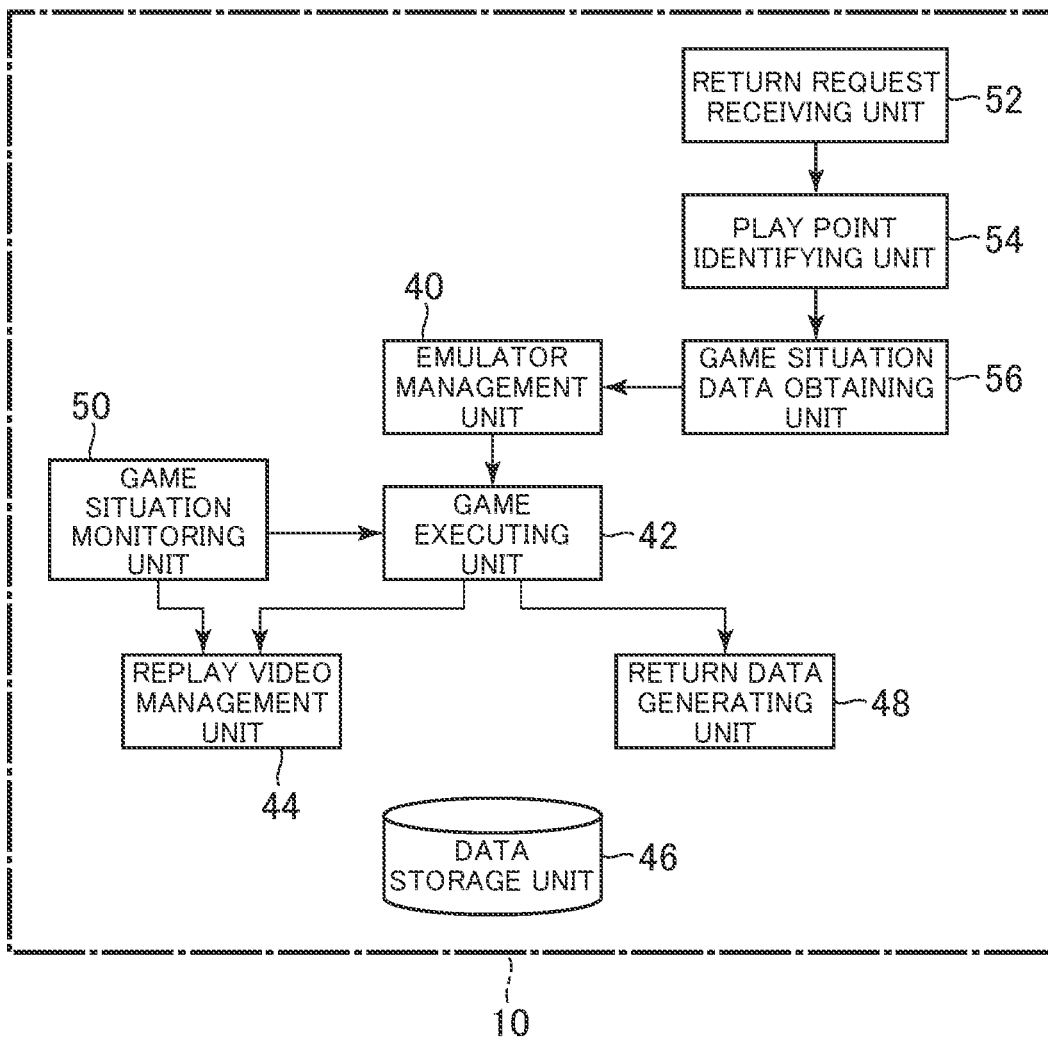 RETURN REQUEST
RECEIVING UNIT
52
PLAY POINT
IDENTIFYING UNIT
54
40
EMULATOR
MANAGEMENT
UNIT
GAME SITUATION
DATA OBTAINING
UNIT
56
50
GAME
SITUATION
MONITORING
UNIT
GAME
EXECUTING
UNIT
42
REPLAY VIDEO
MANAGEMENT
UNIT
44
RETURN DATA
GENERATING
UNIT
48
DATA
STORAGE UNIT
46
10